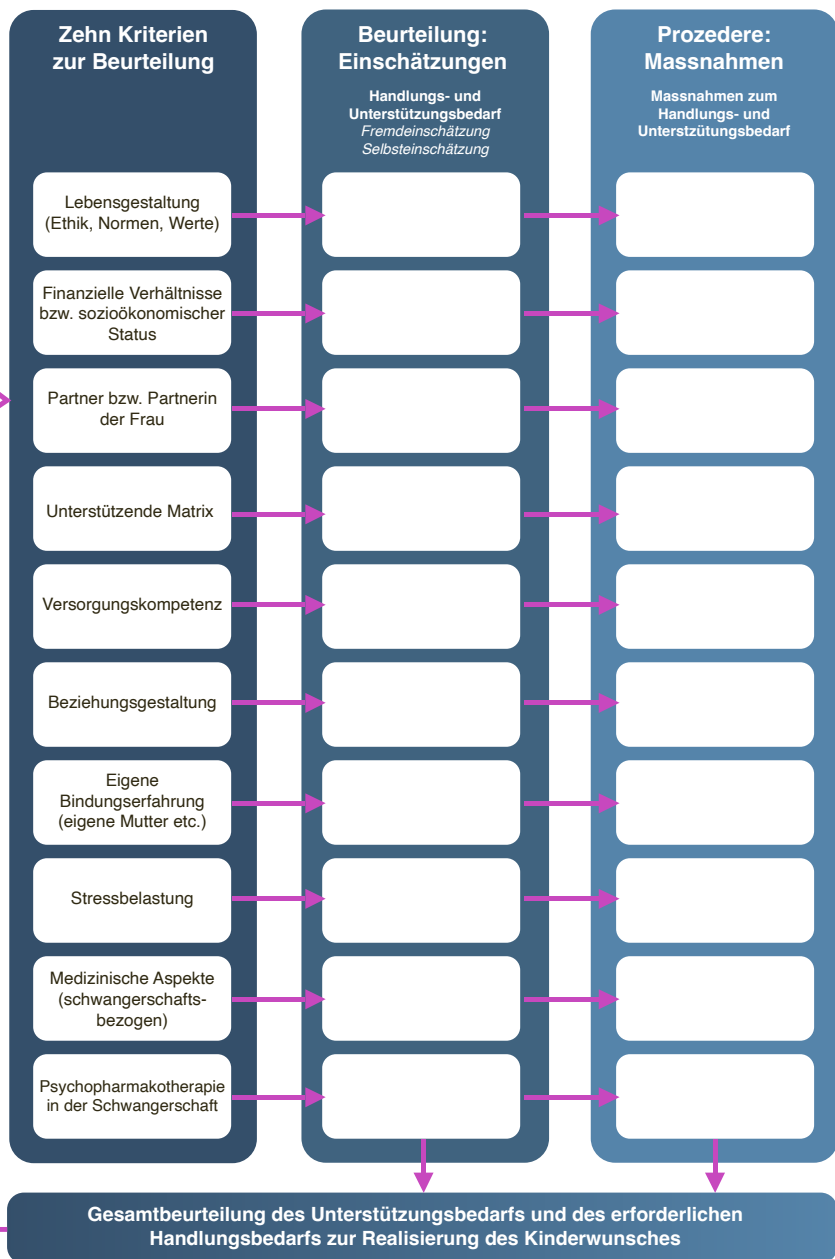 Zehn Kriterien
zur Beurteilung
Lebensgestaltung
(Ethik, Normen, Werte)
Finanzielle Verhältnisse
bzw. sozioökonomischer
Status
Partner bzw. Partnerin
der Frau
Unterstützende Matrix
Versorgungskompetenz
Beziehungsgestaltung
Eigene
Bindungserfahrung
(eigene Mutter etc.)
Stressbelastung
Medizinische Aspekte
(schwangerschafts-
bezogen)
Psychopharmakotherapie
in der Schwangerschaft
Beurteilung:
Einschätzungen
Handlungs- und
Unterstützungsbedarf
Fremdeinschätzung
Selbsteinschätzung
Prozedere:
Massnahmen
Massnahmen zum
Handlungs- und
Unterstzütungsbedarf
Gesamtbeurteilung des Unterstützungsbedarfs und des erforderlichen
Handlungsbedarfs zur Realisierung des Kinderwunsches